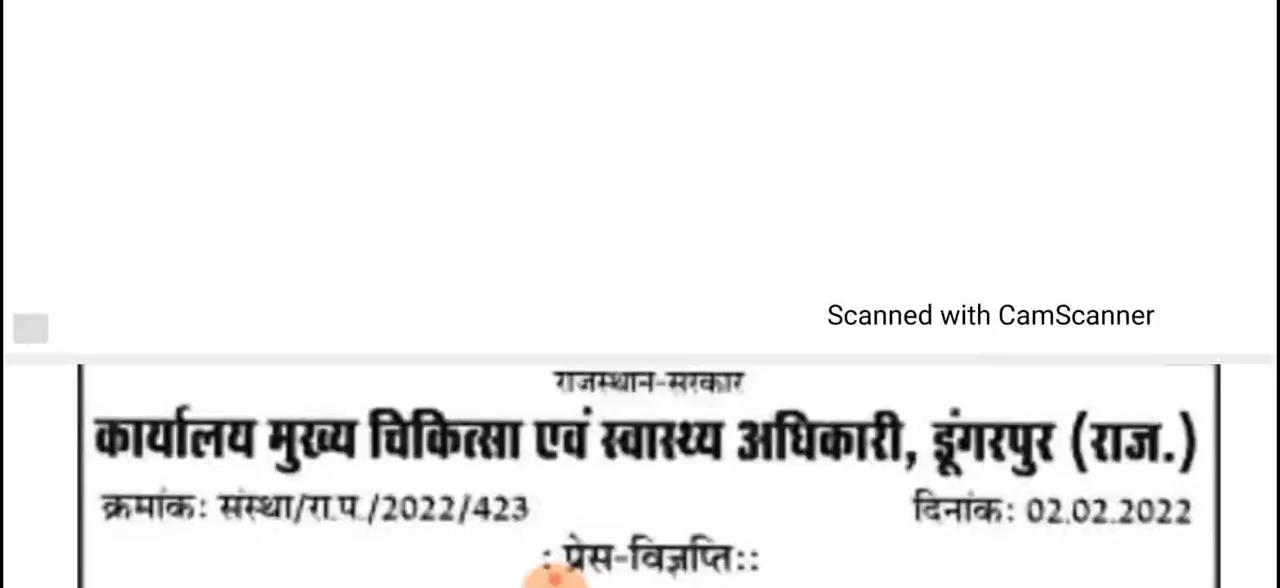 Scanned with CamScanner
राजस्थान-सरकार
कार्यालय मुख्य चिकित्सा एवं स्वास्थ्य अधिकारी, डूंगरपुर (राज.)
क्रमांक: संस्था/रा.प./2022/423 दिनांक: 02.02.2022
: प्रेस-विज्ञप्ति::